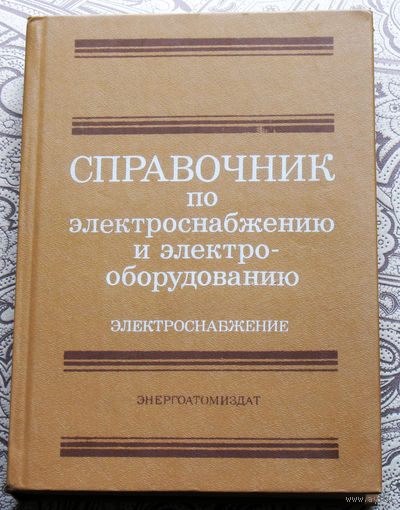 СПРАВОЧНИК
по
электроснабжению
и электро-
оборудованию
ЭЛЕКТРОСНАБЖЕНИЕ
ЭНЕРГОАТОМИЗДАТ